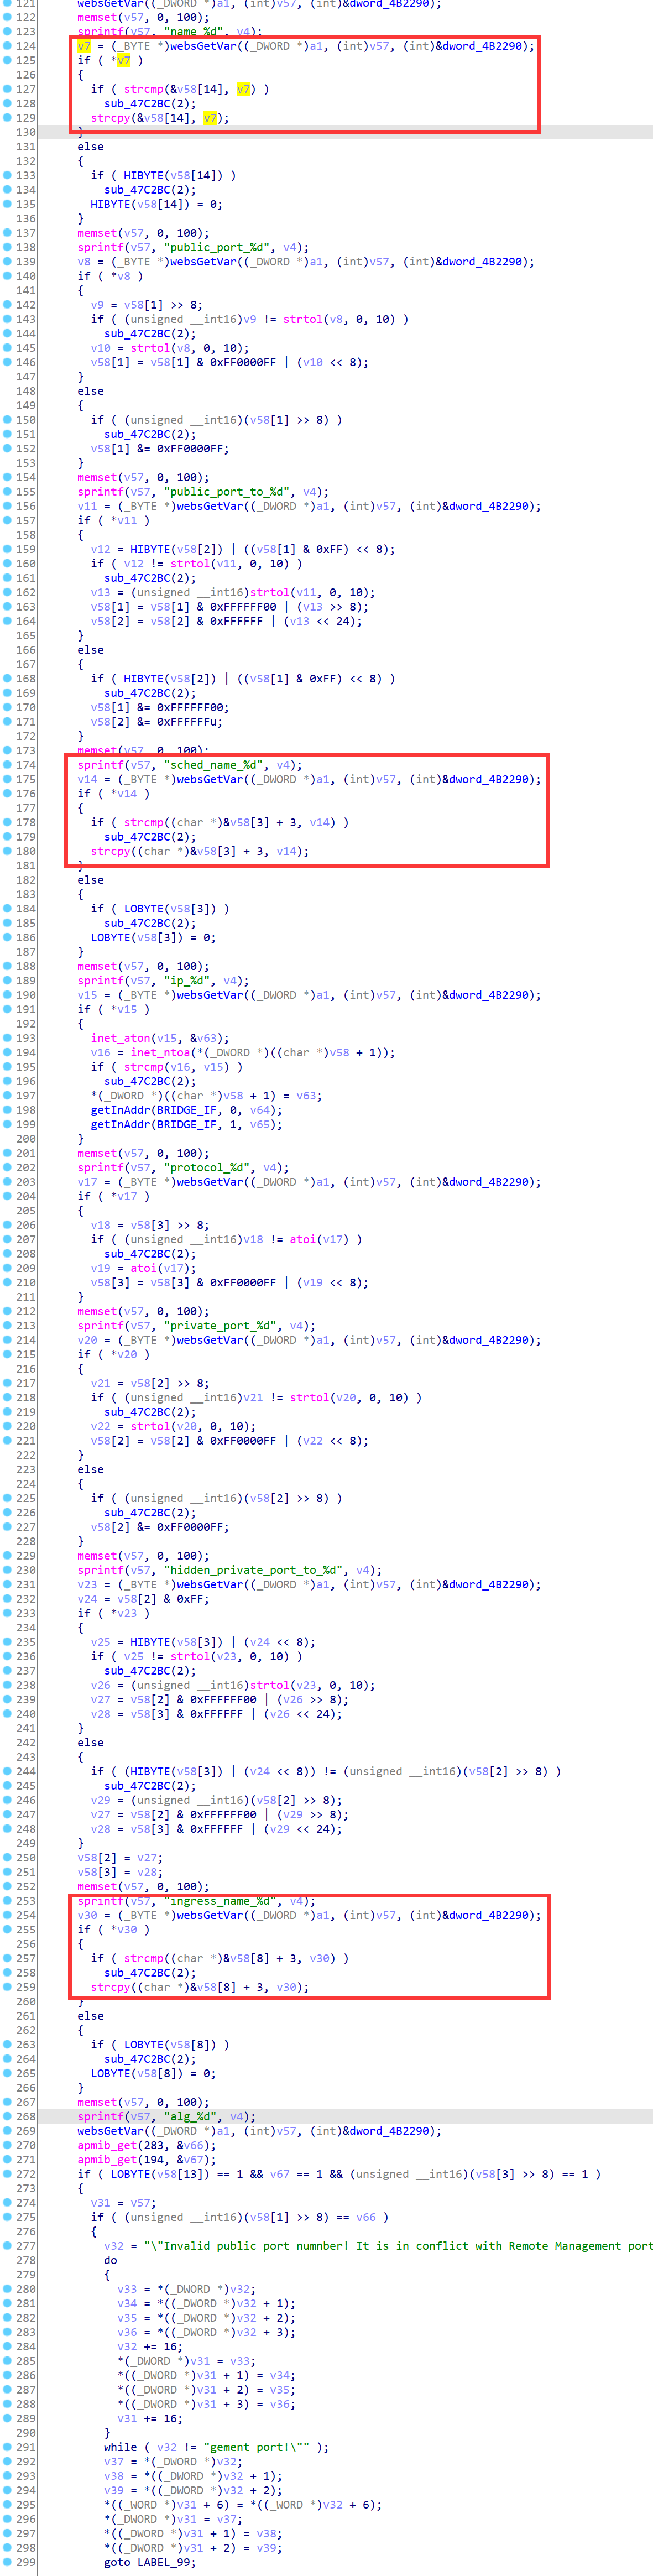 121 websGetVar((_DWORD *)a1, (int)v57, (int)&dword_4B2290);
122 memset(v57, 0, 100);
123 sprintf(v57, "name_%d", v4);
124 v7 = (_BYTE *)websGetVar((_DWORD *)a1, (int)v57, (int)&dword_4B2290);
125 if ( *v7 )
126 {
127 if ( strcmp(&v58[14], v7) )
128 sub_47C2BC(2);
129 strcpy(&v58[14], v7);
130 }
131 else
132 {
133 if ( HIBYTE(v58[14]) )
134 sub_47C2BC(2);
135 HIBYTE(v58[14]) = 0;
136 }
137 memset(v57, 0, 100);
138 sprintf(v57, "public_port_%d", v4);
139 v8 = (_BYTE *)websGetVar((_DWORD *)a1, (int)v57, (int)&dword_4B2290);
140 if ( *v8 )
141 {
142 v9 = v58[1] >> 8;
143 if ( (unsigned __int16)v9 != strtol(v8, 0, 10) )
144 sub_47C2BC(2);
145 v10 = strtol(v8, 0, 10);
146 v58[1] = v58[1] & 0xFF0000FF | (v10 << 8);
147 }
148 else
149 {
150 if ( (unsigned __int16)(v58[1] >> 8) )
151 sub_47C2BC(2);
152 v58[1] &= 0xFF0000FF;
153 }
154 memset(v57, 0, 100);
155 sprintf(v57, "public_port_to_%d", v4);
156 v11 = (_BYTE *)websGetVar((_DWORD *)a1, (int)v57, (int)&dword_4B2290);
157 if ( *v11 )
158 {
159 v12 = HIBYTE(v58[2]) | ((v58[1] & 0xFF) << 8);
160 if ( v12 != strtol(v11, 0, 10) )
161 sub_47C2BC(2);
162 v13 = (unsigned __int16)strtol(v11, 0, 10);
163 v58[1] = v58[1] & 0xFFFFFF00 | (v13 >> 8);
164 v58[2] = v58[2] & 0xFFFFFF | (v13 << 24);
165 }
166 else
167 {
168 if ( HIBYTE(v58[2]) | ((v58[1] & 0xFF) << 8) )
169 sub_47C2BC(2);
170 v58[1] &= 0xFFFFFF00;
171 v58[2] &= 0xFFFFFFu;
172 }
173 memset(v57, 0, 100);
174 sprintf(v57, "sched_name_%d", v4);
175 v14 = (_BYTE *)websGetVar((_DWORD *)a1, (int)v57, (int)&dword_4B2290);
176 if ( *v14 )
177 {
178 if ( strcmp((char *)&v58[3] + 3, v14) )
179 sub_47C2BC(2);
180 strcpy((char *)&v58[3] + 3, v14);
181 }
182 else
183 {
184 if ( LOBYTE(v58[3]) )
185 sub_47C2BC(2);
186 LOBYTE(v58[3]) = 0;
187 }
188 memset(v57, 0, 100);
189 sprintf(v57, "ip_%d", v4);
190 v15 = (_BYTE *)websGetVar((_DWORD *)a1, (int)v57, (int)&dword_4B2290);
191 if ( *v15 )
192 {
193 inet_aton(v15, &v63);
194 v16 = inet_ntoa(*(_DWORD *)((char *)v58 + 1));
195 if ( strcmp(v16, v15) )
196 sub_47C2BC(2);
197 *(_DWORD *)((char *)v58 + 1) = v63;
198 getInAddr(BRIDGE_IF, 0, v64);
199 getInAddr(BRIDGE_IF, 1, v65);
200 }
201 memset(v57, 0, 100);
202 sprintf(v57, "protocol_%d", v4);
203 v17 = (_BYTE *)websGetVar((_DWORD *)a1, (int)v57, (int)&dword_4B2290);
204 if ( *v17 )
205 {
206 v18 = v58[3] >> 8;
207 if ( (unsigned __int16)v18 != atoi(v17) )
208 sub_47C2BC(2);
209 v19 = atoi(v17);
210 v58[3] = v58[3] & 0xFF0000FF | (v19 << 8);
211 }
212 memset(v57, 0, 100);
213 sprintf(v57, "private_port_%d", v4);
214 v20 = (_BYTE *)websGetVar((_DWORD *)a1, (int)v57, (int)&dword_4B2290);
215 if ( *v20 )
216 {
217 v21 = v58[2] >> 8;
218 if ( (unsigned __int16)v21 != strtol(v20, 0, 10) )
219 sub_47C2BC(2);
220 v22 = strtol(v20, 0, 10);
221 v58[2] = v58[2] & 0xFF0000FF | (v22 << 8);
222 }
223 else
224 {
225 if ( (unsigned __int16)(v58[2] >> 8) )
226 sub_47C2BC(2);
227 v58[2] &= 0xFF0000FF;
228 }
229 memset(v57, 0, 100);
230 sprintf(v57, "hidden_private_port_to_%d", v4);
231 v23 = (_BYTE *)websGetVar((_DWORD *)a1, (int)v57, (int)&dword_4B2290);
232 v24 = v58[2] & 0xFF;
233 if ( *v23 )
234 {
235 v25 = HIBYTE(v58[3]) | (v24 << 8);
236 if ( v25 != strtol(v23, 0, 10) )
237 sub_47C2BC(2);
238 v26 = (unsigned __int16)strtol(v23, 0, 10);
239 v27 = v58[2] & 0xFFFFFF00 | (v26 >> 8);
240 v28 = v58[3] & 0xFFFFFF | (v26 << 24);
241 }
242 else
243 {
244 if ( (HIBYTE(v58[3]) | (v24 << 8)) != (unsigned __int16)(v58[2] >> 8) )
245 sub_47C2BC(2);
246 v29 = (unsigned __int16)(v58[2] >> 8);
247 v27 = v58[2] & 0xFFFFFF00 | (v29 >> 8);
248 v28 = v58[3] & 0xFFFFFF | (v29 << 24);
249 }
250 v58[2] = v27;
251 v58[3] = v28;
252 memset(v57, 0, 100);
253 sprintf(v57, "ingress_name_%d", v4);
254 v30 = (_BYTE *)websGetVar((_DWORD *)a1, (int)v57, (int)&dword_4B2290);
255 if ( *v30 )
256 {
257 if ( strcmp((char *)&v58[8] + 3, v30) )
258 sub_47C2BC(2);
259 strcpy((char *)&v58[8] + 3, v30);
260 }
261 else
262 {
263 if ( LOBYTE(v58[8]) )
264 sub_47C2BC(2);
265 LOBYTE(v58[8]) = 0;
266 }
267 memset(v57, 0, 100);
268 sprintf(v57, "alg_%d", v4);
269 websGetVar((_DWORD *)a1, (int)v57, (int)&dword_4B2290);
270 apmib_get(283, &v66);
271 apmib_get(194, &v67);
272 if ( LOBYTE(v58[13]) == 1 && v67 == 1 && (unsigned __int16)(v58[3] >> 8) == 1 )
273 {
274 v31 = v57;
275 if ( (unsigned __int16)(v58[1] >> 8) == v66 )
276 {
277 v32 = "\"Invalid public port numnber! It is in conflict with Remote Management port
278 do
279 {
280 v33 = *(_DWORD *)v32;
281 v34 = *((_DWORD *)v32 + 1);
282 v35 = *((_DWORD *)v32 + 2);
283 v36 = *((_DWORD *)v32 + 3);
284 v32 += 16;
285 *(_DWORD *)v31 = v33;
286 *((_DWORD *)v31 + 1) = v34;
287 *((_DWORD *)v31 + 2) = v35;
288 *((_DWORD *)v31 + 3) = v36;
289 v31 += 16;
290 }
291 while ( v32 != "gement port!\"" );
292 v37 = *(_DWORD *)v32;
293 v38 = *((_DWORD *)v32 + 1);
294 v39 = *((_DWORD *)v32 + 2);
295 *((_WORD *)v31 + 6) = *((_WORD *)v32 + 6);
296 *(_DWORD *)v31 = v37;
297 *((_DWORD *)v31 + 1) = v38;
298 *((_DWORD *)v31 + 2) = v39;
299 goto LABEL_99;